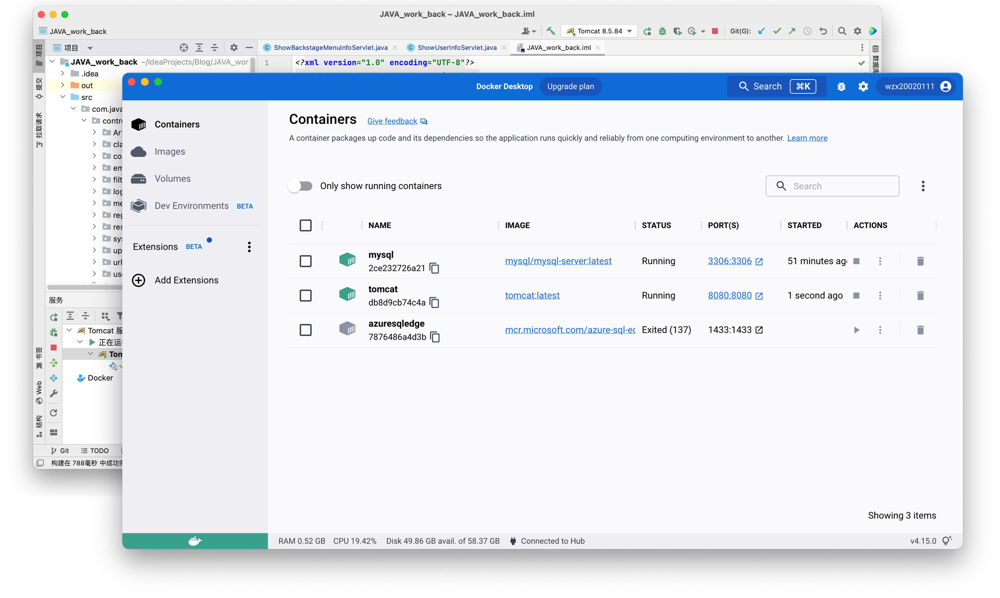 JAVA_work_back – JAVA_work_back.iml
JAVA_work_back
Tomcat 8.5.84
Git(G):
项目
项目
ShowBackstageMenuInfoServlet.java
ShowUserInfoServlet.java
JAVA_work_back.iml
数据库
JAVA_work_back ~/IdeaProjects/Blog/JAVA_wor
1
<?xml version="1.0" encoding="UTF-8"?>
.idea
提交
out
src
com.java
contr
拉取请求
Ar
cla
co
em
filt
log
me
reg
res
sys
up
url
use
服务
Tomcat 服
正在运
Tom
书签
Docker
Web
结构
Git
TODO
构建在 788毫秒 中成功完
Docker Desktop
Upgrade plan
Search
⌘K
wzx20020111
Containers
Images
Volumes
Dev Environments BETA
Extensions BETA
Add Extensions
Containers
Give feedback
A container packages up code and its dependencies so the application runs quickly and reliably from one computing environment to another. Learn more
Only show running containers
Search
NAME IMAGE STATUS PORT(S) STARTED ACTIONS
mysql
2ce232726a21
mysql/mysql-server:latest Running 3306:3306 51 minutes ago
tomcat
db8d9cb74c4a
tomcat:latest Running 8080:8080 1 second ago
azuresqledge
7876486a4d3b
mcr.microsoft.com/azure-sql-ec Exited (137) 1433:1433
Showing 3 items
RAM 0.52 GB CPU 19.42% Disk 49.86 GB avail. of 58.37 GB Connected to Hub
v4.15.0